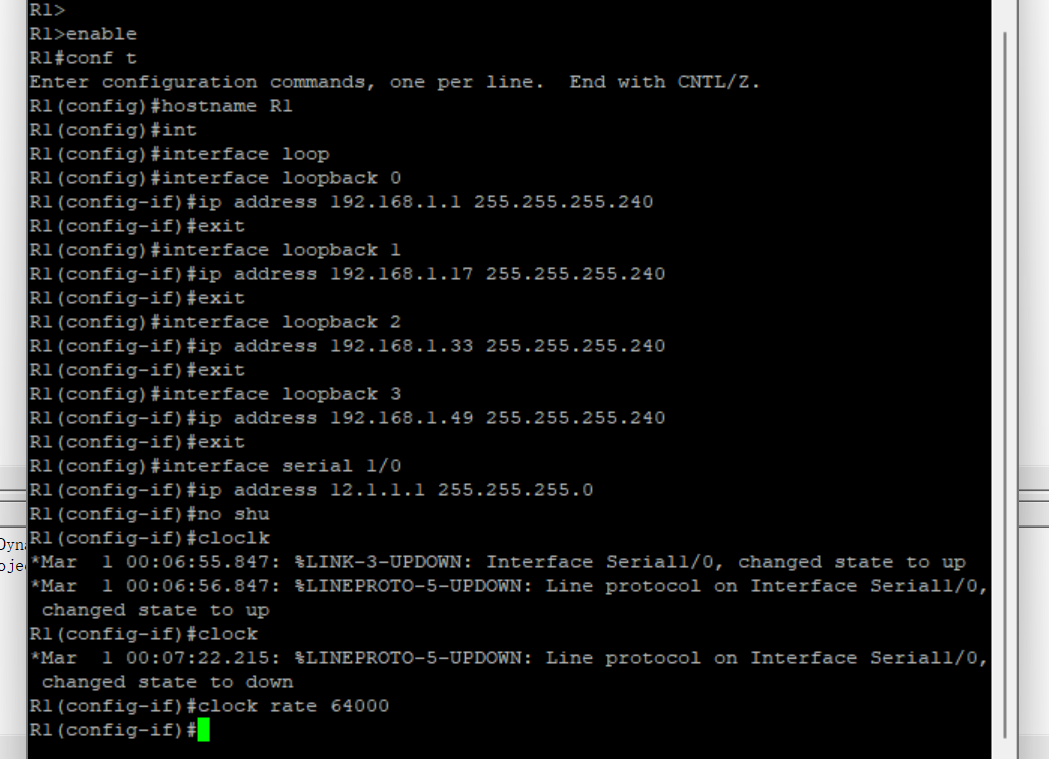 R1>
R1>enable
R1#conf t
Enter configuration commands, one per line.  End with CNTL/Z.
R1(config)#hostname R1
R1(config)#int
R1(config)#interface loop
R1(config)#interface loopback 0
R1(config-if)#ip address 192.168.1.1 255.255.255.240
R1(config-if)#exit
R1(config)#interface loopback 1
R1(config-if)#ip address 192.168.1.17 255.255.255.240
R1(config-if)#exit
R1(config)#interface loopback 2
R1(config-if)#ip address 192.168.1.33 255.255.255.240
R1(config-if)#exit
R1(config)#interface loopback 3
R1(config-if)#ip address 192.168.1.49 255.255.255.240
R1(config-if)#exit
R1(config)#interface serial 1/0
R1(config-if)#ip address 12.1.1.1 255.255.255.0
R1(config-if)#no shu
R1(config-if)#cloclk
*Mar  1 00:06:55.847: %LINK-3-UPDOWN: Interface Serial1/0, changed state to up
*Mar  1 00:06:56.847: %LINEPROTO-5-UPDOWN: Line protocol on Interface Serial1/0,
 changed state to up
R1(config-if)#clock
*Mar  1 00:07:22.215: %LINEPROTO-5-UPDOWN: Line protocol on Interface Serial1/0,
 changed state to down
R1(config-if)#clock rate 64000
R1(config-if)#